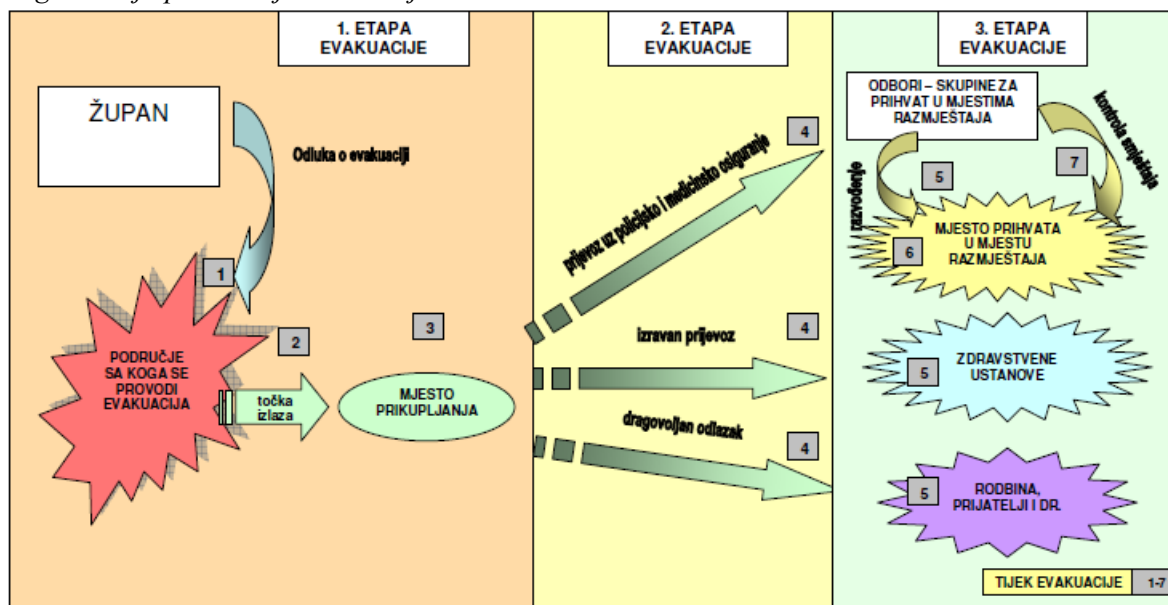 1. ETAPA
EVAKUACIJE
ŽUPAN
Odluka o evakuaciji
1
PODRUČJE
SA KOGA SE
PROVODI
EVAKUACIJA
2
točka
izlaza
3
MJESTO
PRIKUPLJANJA
2. ETAPA
EVAKUACIJE
prijevoz uz policijsko i medicinsko osiguranje
4
izravan prijevoz
4
dragovoljan odlazak
4
3. ETAPA
EVAKUACIJE
ODBORI – SKUPINE ZA
PRIHVAT U MJESTIMA
RAZMJEŠTAJA
razvođenje
5
7
kontrola smještaja
MJESTO PRIHVATA
U MJESTU
RAZMJEŠTAJA
6
ZDRAVSTVENE
USTANOVE
5
RODBINA,
PRIJATELJI I DR.
5
TIJEK EVAKUACIJE 1-7